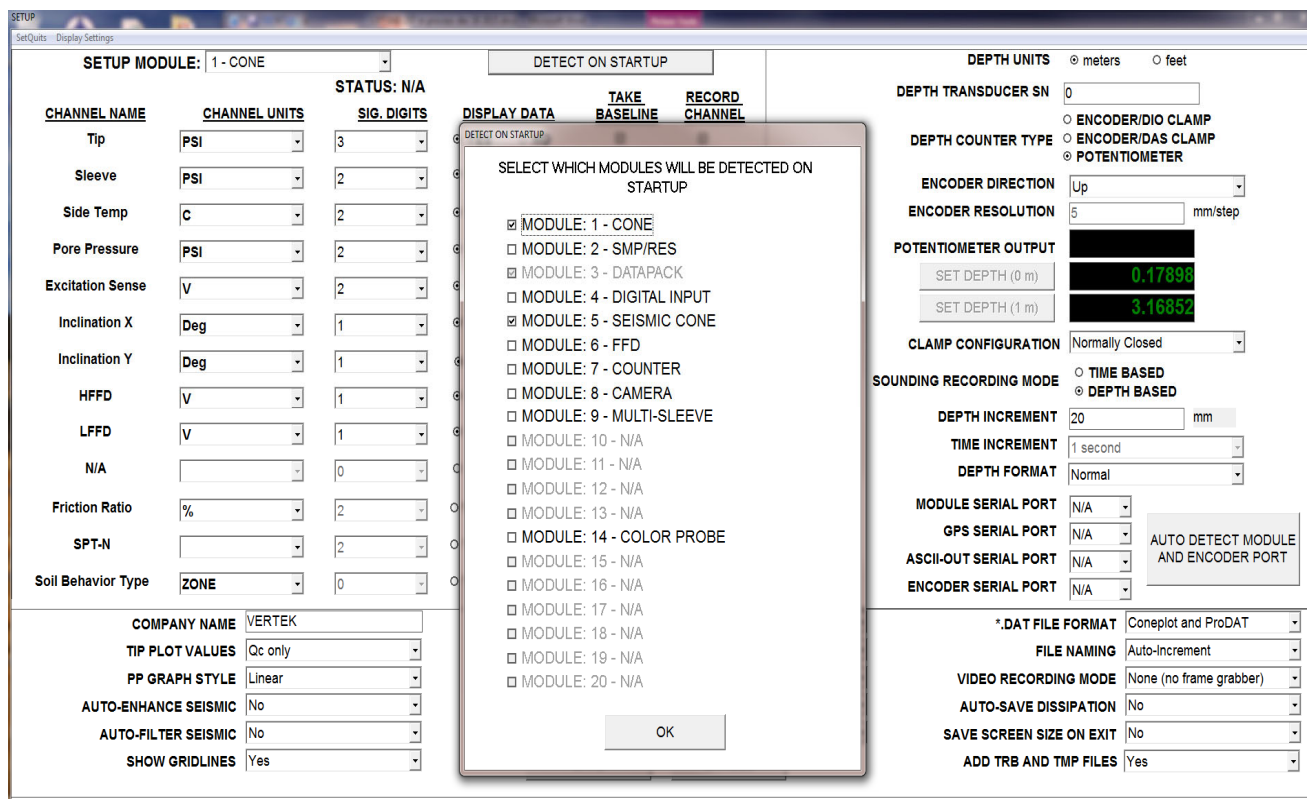 SETUP
SetQuits Display Settings
SETUP MODULE: 1 - CONE
DETECT ON STARTUP
STATUS: N/A
CHANNEL NAME CHANNEL UNITS SIG. DIGITS DISPLAY DATA TAKE BASELINE RECORD CHANNEL
Tip PSI 3
Sleeve PSI 2
Side Temp C 2
Pore Pressure PSI 2
Excitation Sense V 2
Inclination X Deg 1
Inclination Y Deg 1
HFFD V 1
LFFD V 1
N/A 0
Friction Ratio % 2
SPT-N 2
Soil Behavior Type ZONE 0
COMPANY NAME VERTEK
TIP PLOT VALUES Qc only
PP GRAPH STYLE Linear
AUTO-ENHANCE SEISMIC No
AUTO-FILTER SEISMIC No
SHOW GRIDLINES Yes
DETECT ON STARTUP
SELECT WHICH MODULES WILL BE DETECTED ON
STARTUP
MODULE: 1 - CONE
MODULE: 2 - SMP/RES
MODULE: 3 - DATAPACK
MODULE: 4 - DIGITAL INPUT
MODULE: 5 - SEISMIC CONE
MODULE: 6 - FFD
MODULE: 7 - COUNTER
MODULE: 8 - CAMERA
MODULE: 9 - MULTI-SLEEVE
MODULE: 10 - N/A
MODULE: 11 - N/A
MODULE: 12 - N/A
MODULE: 13 - N/A
MODULE: 14 - COLOR PROBE
MODULE: 15 - N/A
MODULE: 16 - N/A
MODULE: 17 - N/A
MODULE: 18 - N/A
MODULE: 19 - N/A
MODULE: 20 - N/A
OK
DEPTH UNITS meters feet
DEPTH TRANSDUCER SN 0
DEPTH COUNTER TYPE
ENCODER/DIO CLAMP
ENCODER/DAS CLAMP
POTENTIOMETER
ENCODER DIRECTION Up
ENCODER RESOLUTION 5 mm/step
POTENTIOMETER OUTPUT
SET DEPTH (0 m) 0.17898
SET DEPTH (1 m) 3.16852
CLAMP CONFIGURATION Normally Closed
SOUNDING RECORDING MODE
TIME BASED
DEPTH BASED
DEPTH INCREMENT 20 mm
TIME INCREMENT 1 second
DEPTH FORMAT Normal
MODULE SERIAL PORT N/A
GPS SERIAL PORT N/A
ASCII-OUT SERIAL PORT N/A
ENCODER SERIAL PORT N/A
AUTO DETECT MODULE
AND ENCODER PORT
*.DAT FILE FORMAT Coneplot and ProDAT
FILE NAMING Auto-Increment
VIDEO RECORDING MODE None (no frame grabber)
AUTO-SAVE DISSIPATION No
SAVE SCREEN SIZE ON EXIT No
ADD TRB AND TMP FILES Yes